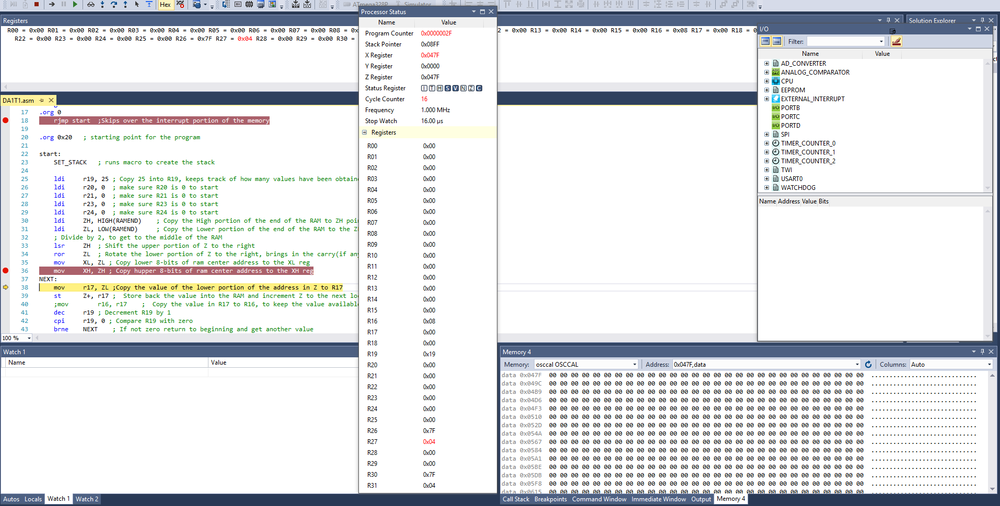 Hex
ATmega328P
Simulator
Registers
R00 = 0x00 R01 = 0x00 R02 = 0x00 R03 = 0x00 R04 = 0x00 R05 = 0x00 R06 = 0x00 R07 = 0x00 R08 = 0x0
2 = 0x00 R13 = 0x00 R14 = 0x00 R15 = 0x00 R16 = 0x08 R17 = 0x00 R18 = 0
R22 = 0x00 R23 = 0x00 R24 = 0x00 R25 = 0x00 R26 = 0x7F R27 = 0x04 R28 = 0x00 R29 = 0x00 R30 =
DA1T1.asm
17 .org 0
18 rjmp start ;Skips over the interrupt portion of the memory
19
20 .org 0x20 ; starting point for the program
21
22 start:
23 SET_STACK ; runs macro to create the stack
24
25 ldi r19, 25 ; Copy 25 into R19, keeps track of how many values have been obtaine
26 ldi r20, 0 ; make sure R20 is 0 to start
27 ldi r21, 0 ; make sure R21 is 0 to start
28 ldi r23, 0 ; make sure R23 is 0 to start
29 ldi r24, 0 ; make sure R24 is 0 to start
30 ldi ZH, HIGH(RAMEND) ; Copy the High portion of the end of the RAM to ZH poi
31 ldi ZL, LOW(RAMEND) ; Copy the Lower portion of the end of the RAM to the Z
32 ; Divide by 2, to get to the middle of the RAM
33 lsr ZH ; Shift the upper portion of Z to the right
34 ror ZL ; Rotate the lower portion of Z to the right, brings in the carry(if any
35 mov XL, ZL ; Copy lower 8-bits of ram center address to the XL reg
36 mov XH, ZH ; Copy hupper 8-bits of ram center address to the XH reg
37 NEXT:
38 mov r17, ZL ;Copy the value of the lower portion of the address in Z to R17
39 st Z+, r17 ; Store back the value into the RAM and increment Z to the next lo
40 ;mov r16, r17 ; Copy the value in R17 to R16, to keep the value availabl
41 dec r19 ; Decrement R19 by 1
42 cpi r19, 0 ; Compare R19 with zero
43 brne NEXT ; If not zero return to beginning and get another value
100 %
Watch 1
Name Value
Autos Locals Watch 1 Watch 2
Processor Status
Name Value
Program Counter 0x0000002F
Stack Pointer 0x08FF
X Register 0x047F
Y Register 0x0000
Z Register 0x047F
Status Register I T H S V N Z C
Cycle Counter 16
Frequency 1.000 MHz
Stop Watch 16.00 µs
Registers
R00 0x00
R01 0x00
R02 0x00
R03 0x00
R04 0x00
R05 0x00
R06 0x00
R07 0x00
R08 0x00
R09 0x00
R10 0x00
R11 0x00
R12 0x00
R13 0x00
R14 0x00
R15 0x00
R16 0x08
R17 0x00
R18 0x00
R19 0x19
R20 0x00
R21 0x00
R22 0x00
R23 0x00
R24 0x00
R25 0x00
R26 0x7F
R27 0x04
R28 0x00
R29 0x00
R30 0x7F
R31 0x04
Solution Explorer
I/O
Filter:
Name Value
AD_CONVERTER
ANALOG_COMPARATOR
CPU
EEPROM
EXTERNAL_INTERRUPT
PORTB
PORTC
PORTD
SPI
TIMER_COUNTER_0
TIMER_COUNTER_1
TIMER_COUNTER_2
TWI
USART0
WATCHDOG
Name Address Value Bits
Memory 4
Memory: osccal OSCCAL Address: 0x047F,data Columns: Auto
data 0x047F 00 00 00 00 00 00 00 00 00 00 00 00 00 00 00 00 00 00 00 00 00 00 00 00 00 00 00 00 00 .............................
data 0x049C 00 00 00 00 00 00 00 00 00 00 00 00 00 00 00 00 00 00 00 00 00 00 00 00 00 00 00 00 00 .............................
data 0x04B9 00 00 00 00 00 00 00 00 00 00 00 00 00 00 00 00 00 00 00 00 00 00 00 00 00 00 00 00 00 .............................
data 0x04D6 00 00 00 00 00 00 00 00 00 00 00 00 00 00 00 00 00 00 00 00 00 00 00 00 00 00 00 00 00 .............................
data 0x04F3 00 00 00 00 00 00 00 00 00 00 00 00 00 00 00 00 00 00 00 00 00 00 00 00 00 00 00 00 00 .............................
data 0x0510 00 00 00 00 00 00 00 00 00 00 00 00 00 00 00 00 00 00 00 00 00 00 00 00 00 00 00 00 00 .............................
data 0x052D 00 00 00 00 00 00 00 00 00 00 00 00 00 00 00 00 00 00 00 00 00 00 00 00 00 00 00 00 00 .............................
data 0x054A 00 00 00 00 00 00 00 00 00 00 00 00 00 00 00 00 00 00 00 00 00 00 00 00 00 00 00 00 00 .............................
data 0x0567 00 00 00 00 00 00 00 00 00 00 00 00 00 00 00 00 00 00 00 00 00 00 00 00 00 00 00 00 00 .............................
data 0x0584 00 00 00 00 00 00 00 00 00 00 00 00 00 00 00 00 00 00 00 00 00 00 00 00 00 00 00 00 00 .............................
data 0x05A1 00 00 00 00 00 00 00 00 00 00 00 00 00 00 00 00 00 00 00 00 00 00 00 00 00 00 00 00 00 .............................
data 0x05BE 00 00 00 00 00 00 00 00 00 00 00 00 00 00 00 00 00 00 00 00 00 00 00 00 00 00 00 00 00 .............................
data 0x05DB 00 00 00 00 00 00 00 00 00 00 00 00 00 00 00 00 00 00 00 00 00 00 00 00 00 00 00 00 00 .............................
data 0x05F8 00 00 00 00 00 00 00 00 00 00 00 00 00 00 00 00 00 00 00 00 00 00 00 00 00 00 00 00 00 .............................
data 0x0615 00 00 00 00 00 00 00 00 00 00 00 00 00 00 00 00 00 00 00 00 00 00 00 00 00 00 00 00 00 .............................
Call Stack Breakpoints Command Window Immediate Window Output Memory 4